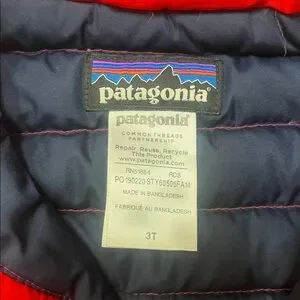 patagonia®
patagonia®
COMMON THREADS
PARTNERSHIP
Repair, Reuse, Recycle
This Product
www.patagonia.com
RN51884 RDS
MADE IN BANGLADESH
FABRIQUÉ AU BANGLADESH
3T